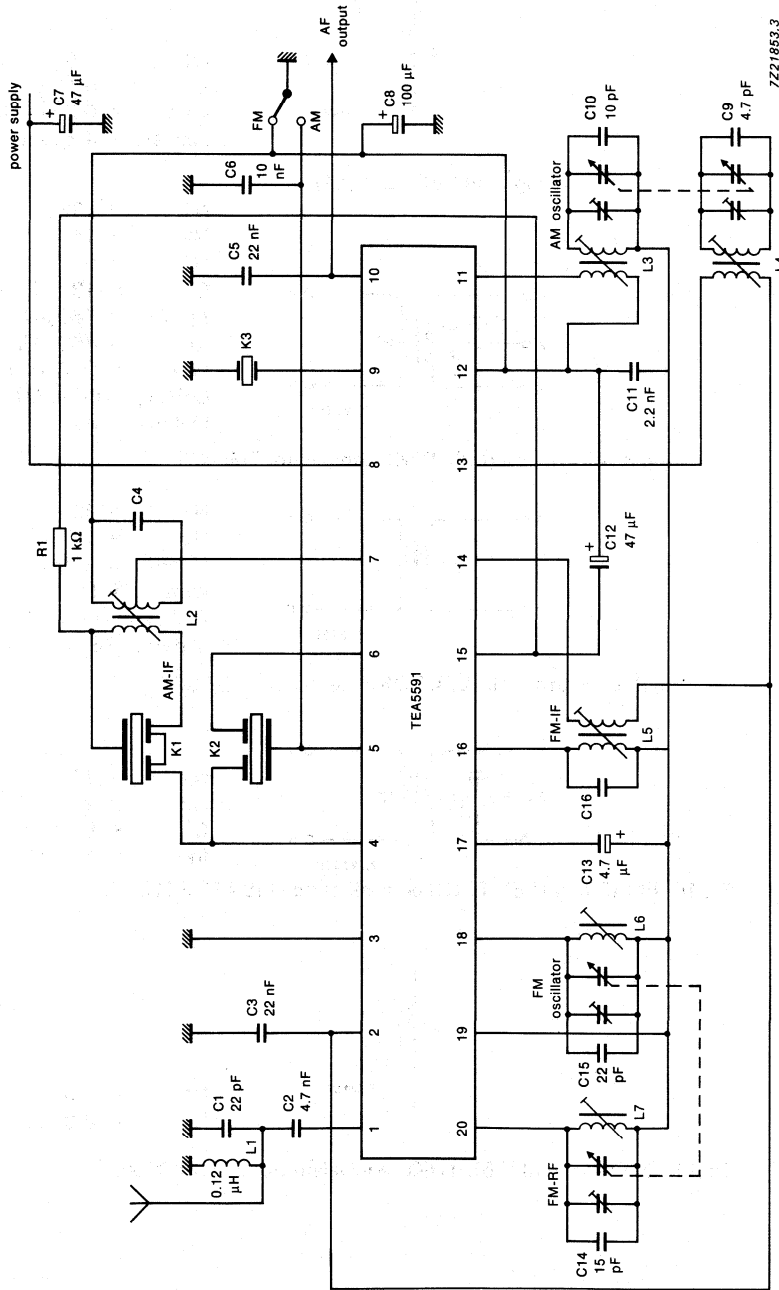 power supply
+
C7
47 µF
AF
output
FM
AM
+
C8
100 µF
C6
10
nF
C5
22 nF
K3
R1
1 kΩ
C4
L2
AM-IF
K1
K2
C3
22 nF
C1
22 pF
C2
4.7 nF
L1
0.12
µH
1
2
3
4
5
6
7
8
9
10
TEA5591
20
19
18
17
16
15
14
13
12
11
AM oscillator
C10
10 pF
L3
C9
4.7 pF
C11
2.2 nF
+
C12
47 µF
FM-IF
L5
C16
C13
4.7
µF
+
L6
FM
oscillator
C15
22
pF
L7
FM-RF
C14
15
pF
7Z21853.3